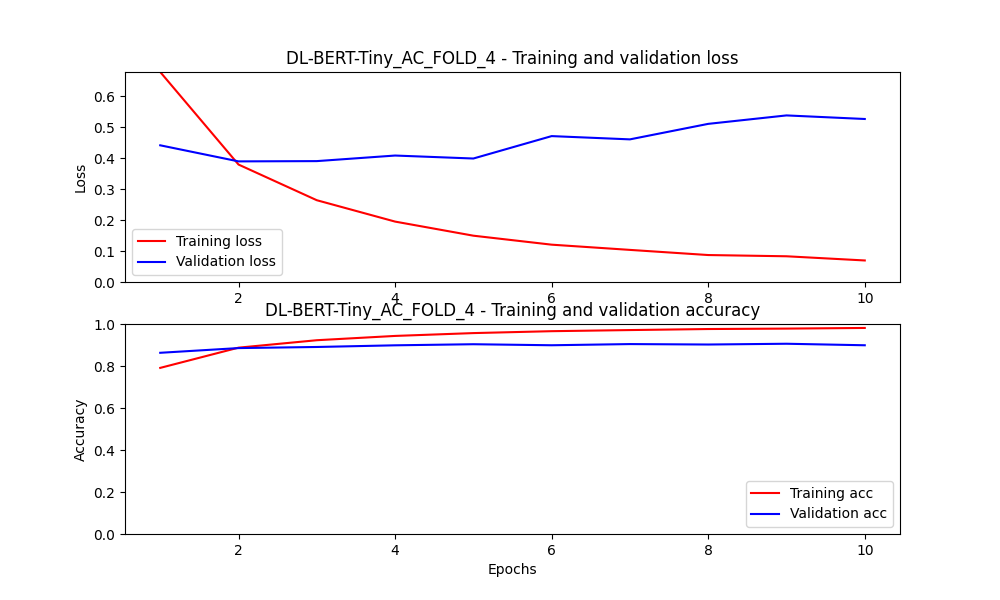 DL-BERT-Tiny_AC_FOLD_4 - Training and validation loss
Loss
0.6
0.5
0.4
0.3
0.2
0.1
0.0
Training loss
Validation loss
2
4
6
8
10
DL-BERT-Tiny_AC_FOLD_4 - Training and validation accuracy
Accuracy
1.0
0.8
0.6
0.4
0.2
0.0
Training acc
Validation acc
2
4
6
8
10
Epochs